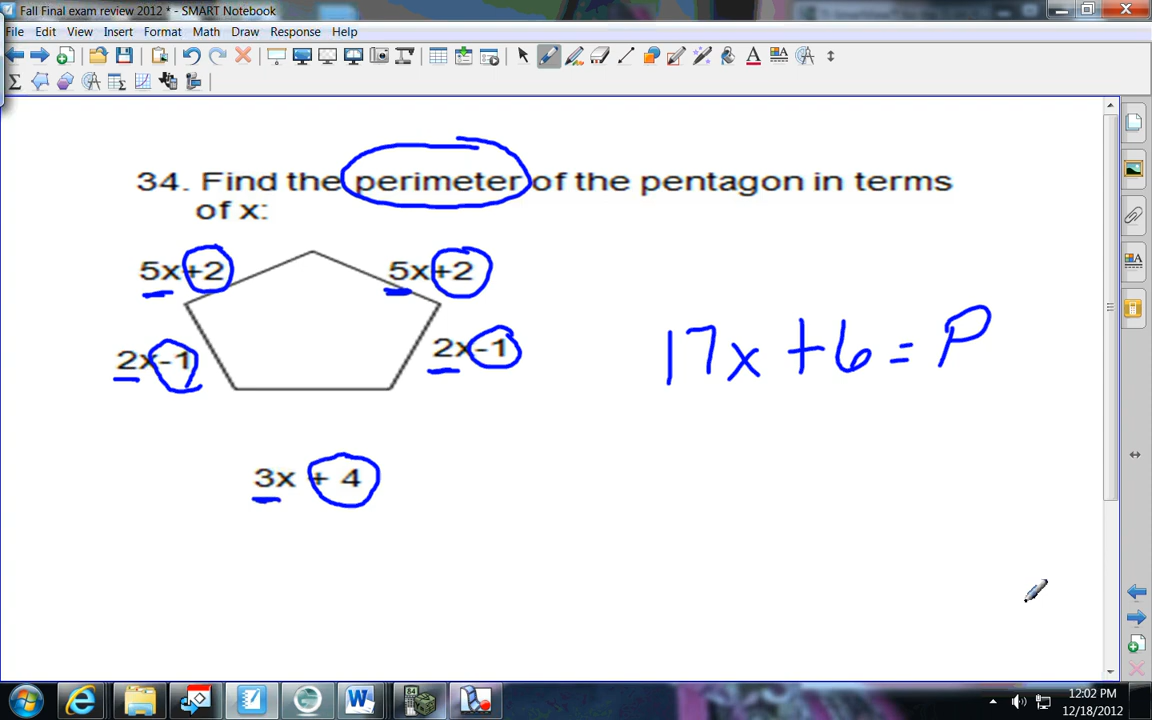 Fall Final exam review 2012 * - SMART Notebook
File Edit View Insert Format Math Draw Response Help
34. Find the perimeter of the pentagon in terms
of x:
5x+2 5x+2
2x-1 2x-1
17x + 6 = P
3x + 4
12:02 PM
12/18/2012